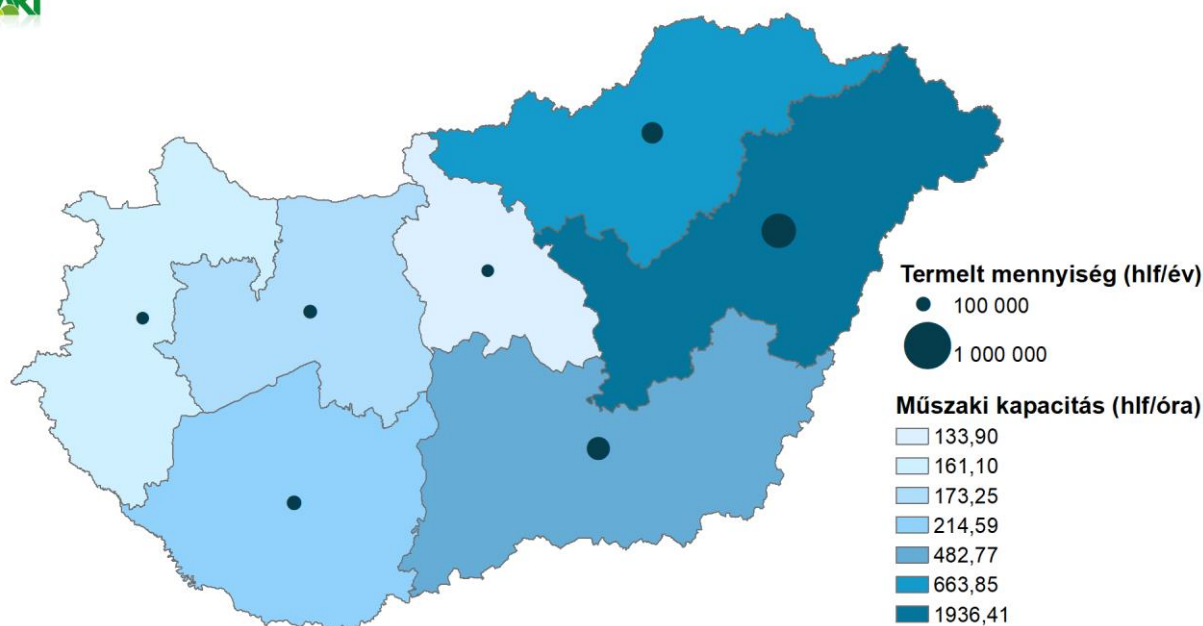 AKI
Termelt mennyiség (hlf/év)
100 000
1 000 000
Műszaki kapacitás (hlf/óra)
133,90
161,10
173,25
214,59
482,77
663,85
1936,41